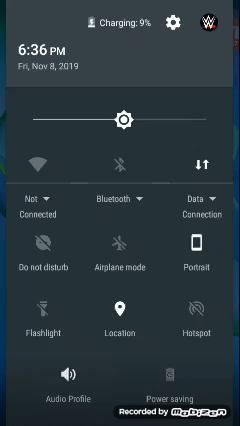 Charging: 9%
W
6:36 PM
Fri, Nov 8, 2019
Not Connected
Bluetooth
Data Connection
Do not disturb
Airplane mode
Portrait
Flashlight
Location
Hotspot
Audio Profile
Power saving
Recorded by mobizen